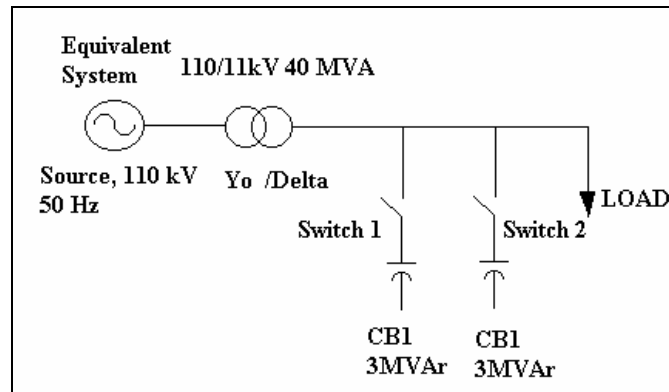 Equivalent
System
110/11kV 40 MVA
Source, 110 kV
50 Hz
Yo /Delta
Switch 1
Switch 2
LOAD
CB1
3MVAr
CB1
3MVAr